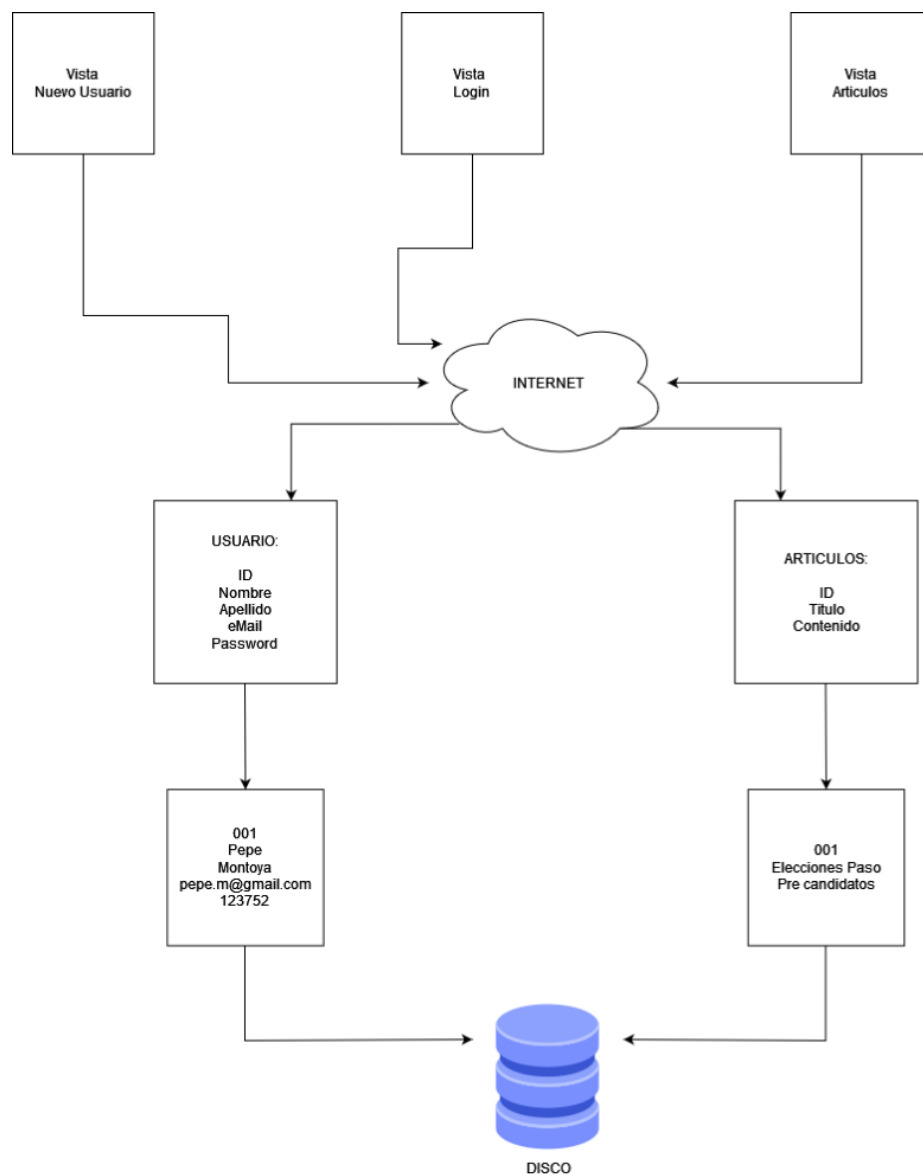 Vista
Nuevo Usuario
Vista
Login
Vista
Articulos
INTERNET
USUARIO:
ID
Nombre
Apellido
eMail
Password
ARTICULOS:
ID
Titulo
Contenido
001
Pepe
Montoya
pepe.m@gmail.com
123752
001
Elecciones Paso
Pre candidatos
DISCO